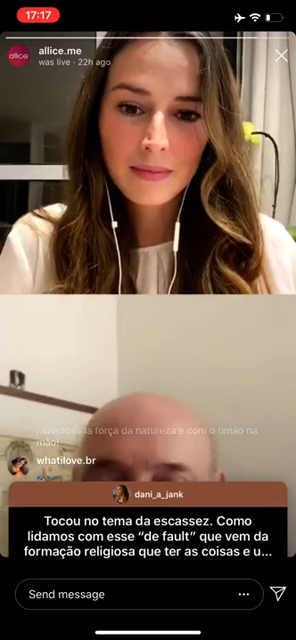 17:17
allice
allice.me
was live · 22h ago
la força da natureza e com o timão na
mão!
whatilove.br
dani_a_jank
Tocou no tema da escassez. Como
lidamos com esse “de fault” que vem da
formação religiosa que ter as coisas e u...
Send message